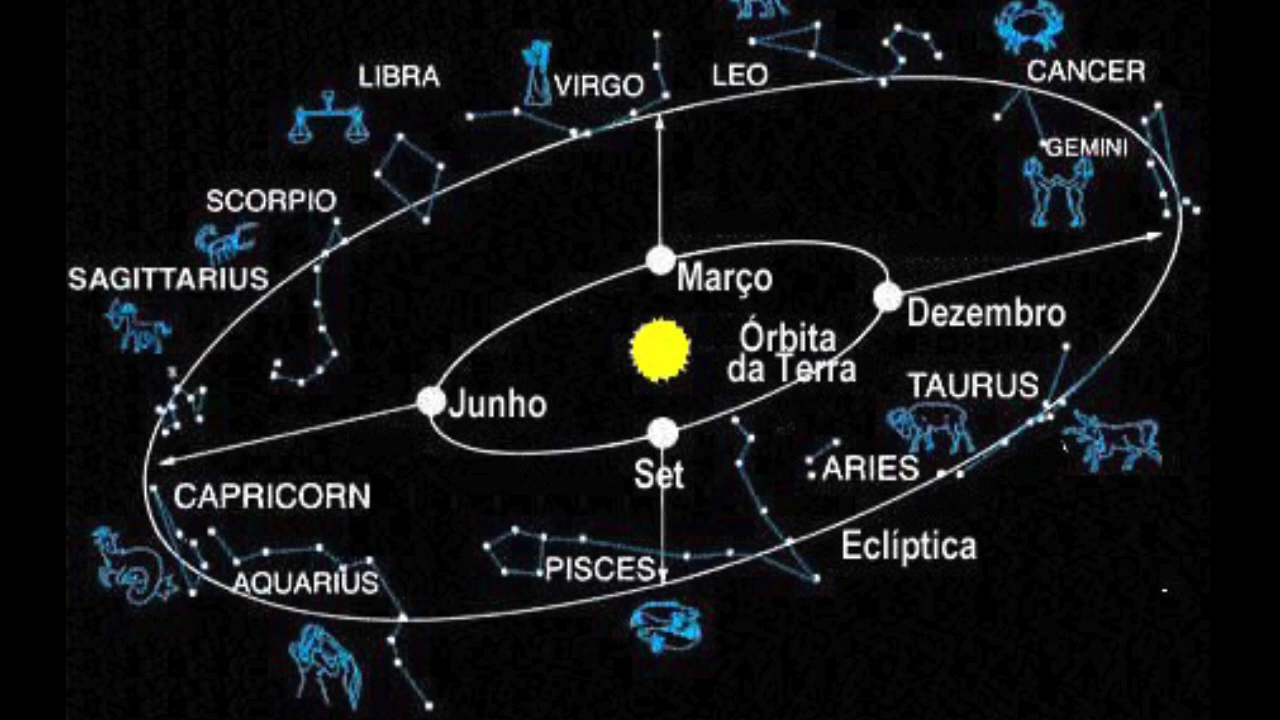 LIBRA
VIRGO
LEO
CANCER
GEMINI
SCORPIO
SAGITTARIUS
Março
Dezembro
Órbita
da Terra
TAURUS
Junho
Set
ARIES
CAPRICORN
Eclíptica
PISCES
AQUARIUS